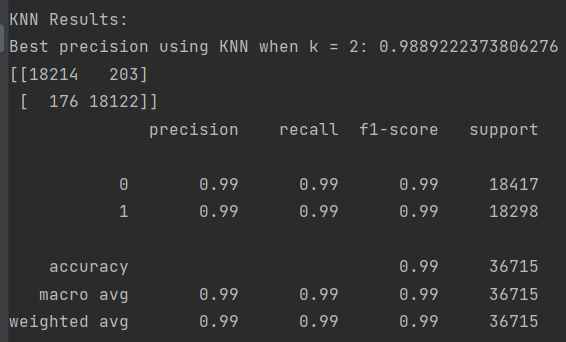 KNN Results:
Best precision using KNN when k = 2: 0.9889222373806276
[[18214   203]
 [  176 18122]]
              precision    recall  f1-score   support

           0       0.99      0.99      0.99     18417
           1       0.99      0.99      0.99     18298

    accuracy                           0.99     36715
   macro avg       0.99      0.99      0.99     36715
weighted avg       0.99      0.99      0.99     36715